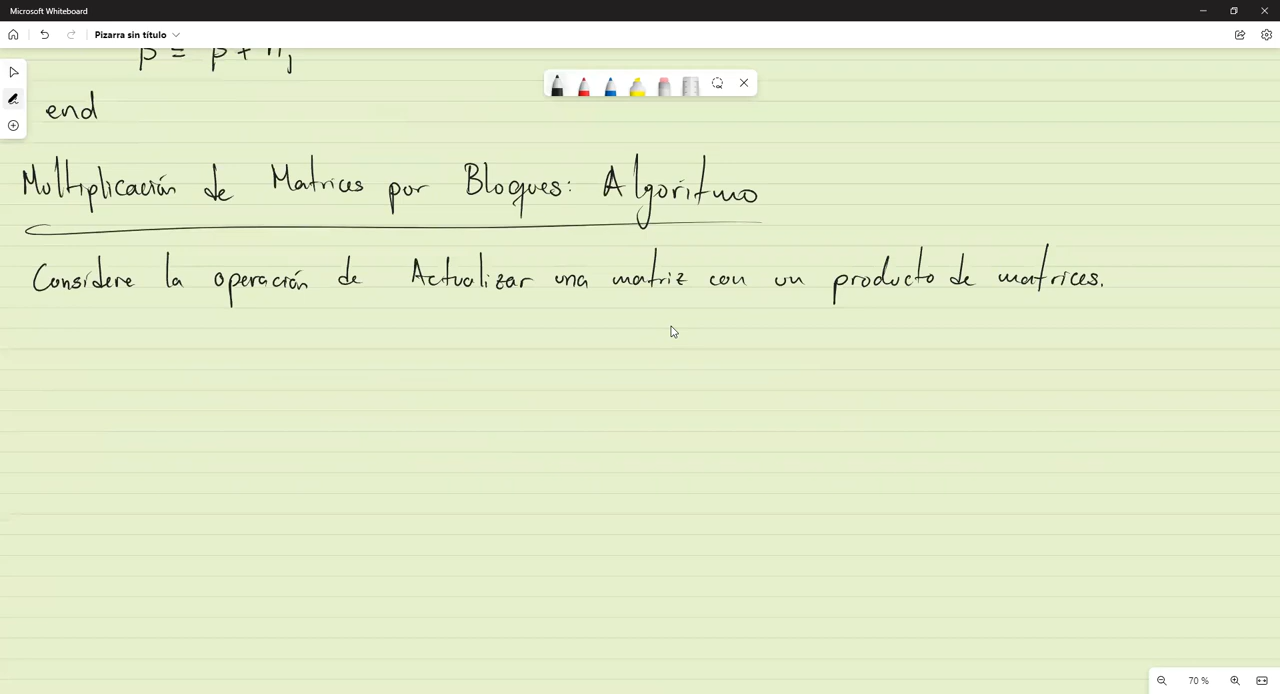 Microsoft Whiteboard
Pizarra sin título
β = β + n;
end
Multiplicación de Matrices por Bloques: Algoritmo
Considere la operación de Actualizar una matriz con un producto de matrices.
70 %